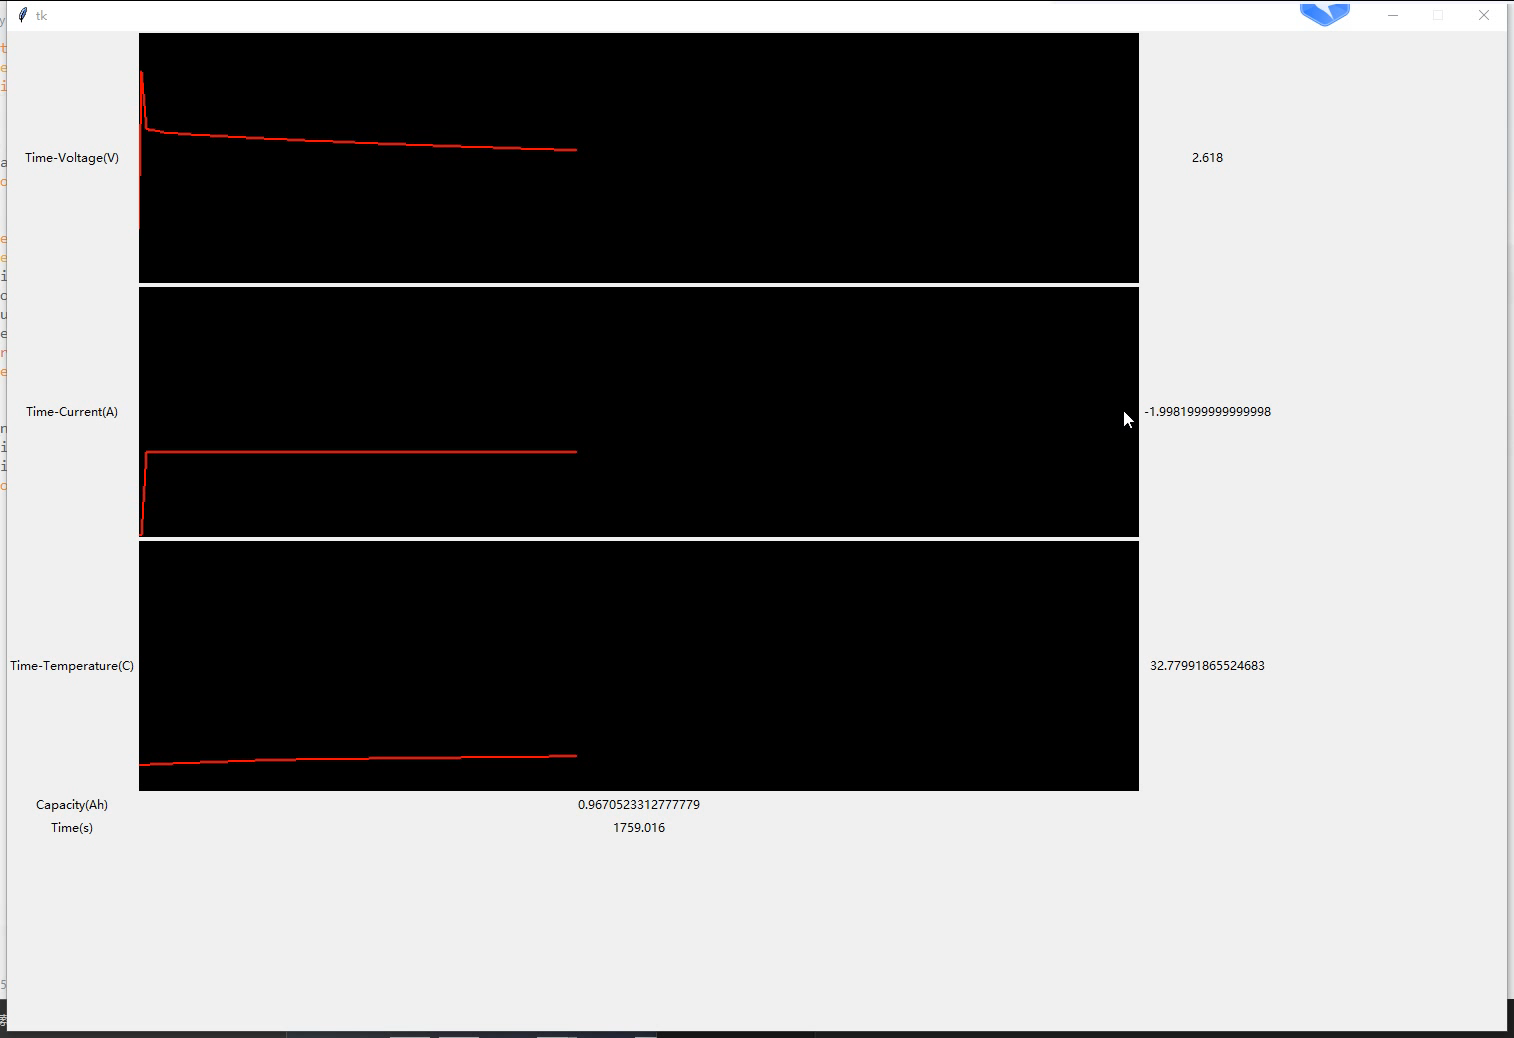 tk
Time-Voltage(V)
2.618
Time-Current(A)
-1.9981999999999998
Time-Temperature(C)
32.77991865524683
Capacity(Ah)
0.9670523312777779
Time(s)
1759.016